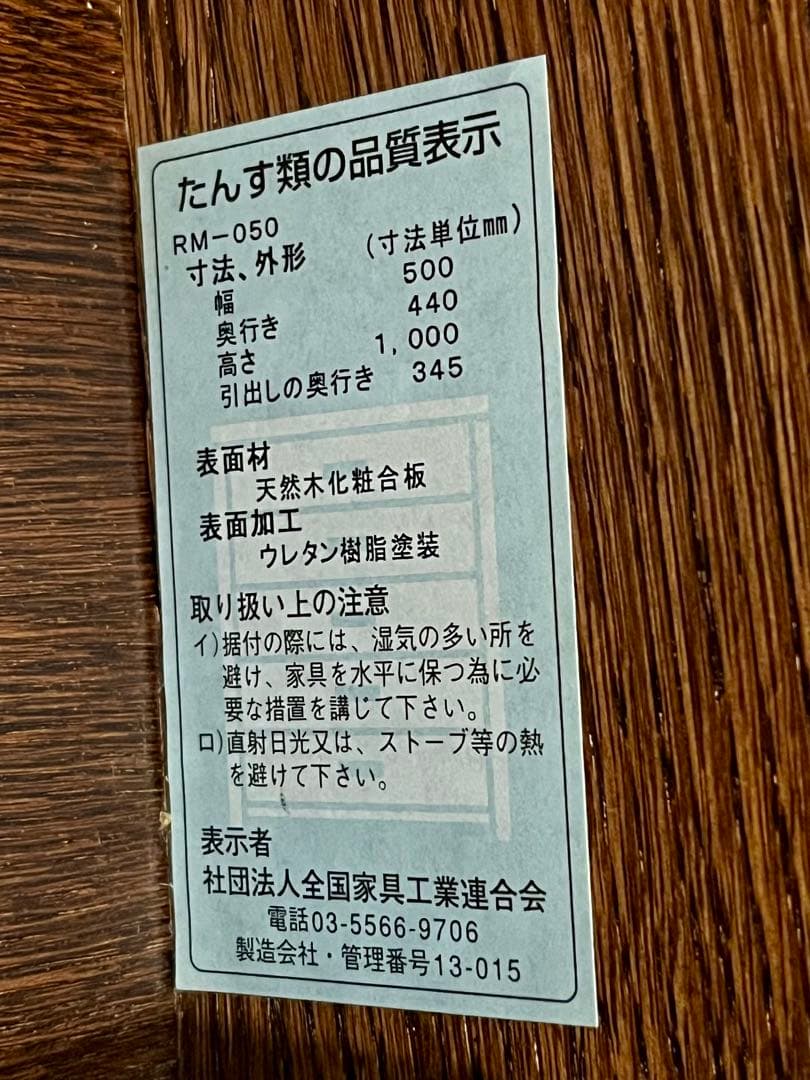 たんす類の品質表示
RM-050
寸法、外形 (寸法単位mm)
幅 500
奥行き 440
高さ 1,000
引出しの奥行き 345
表面材
天然木化粧合板
表面加工
ウレタン樹脂塗装
取り扱い上の注意
イ)据付の際には、湿気の多い所を
避け、家具を水平に保つ為に必
要な措置を講じて下さい。
ロ)直射日光又は、ストーブ等の熱
を避けて下さい。
表示者
社団法人全国家具工業連合会
電話03-5566-9706
製造会社・管理番号13-015